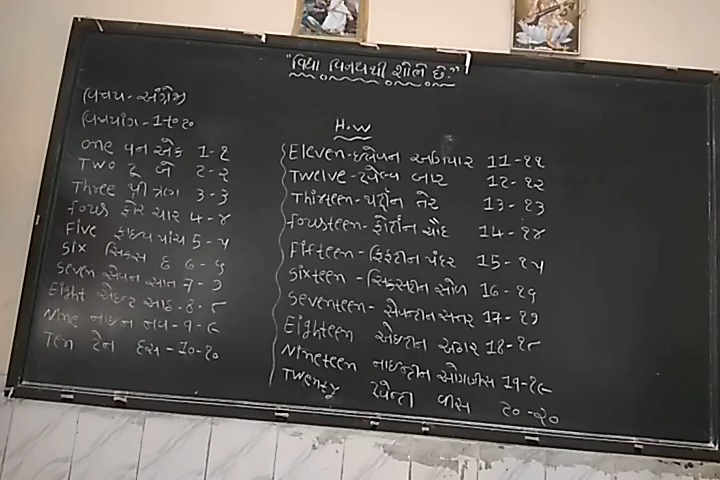 "વિદ્યા વિનયથી શોભે છે."
વિષય - અંગ્રેજી
1 to 20
H.W
One વન એક 1-૧
Two ટૂ બે 2-૨
Three થ્રી ત્રણ 3-૩
four ફોર ચાર 4-૪
Five ફાઇવ પાંચ 5-૫
Six સિક્સ છ 6-૬
Seven સેવન સાત 7-૭
Eight એઇટ આઠ-8-૮
Nine નાઇન નવ-9-૯
Ten ટેન દસ-10-૧૦
Eleven-ઇલેવન અગિયાર 11-૧૧
Twelve-ટ્વેલ્વ બાર 12-૧૨
Thirteen-થર્ટીન તેર 13-૧૩
fourteen-ફોર્ટીન ચૌદ 14-૧૪
Fifteen-ફિફ્ટીન પંદર 15-૧૫
Sixteen-સિક્સટીન સોળ 16-૧૬
Seventeen-સેવન્ટીન સત્તર 17-૧૭
Eighteen એઇટીન અઢાર 18-૧૮
Nineteen નાઇન્ટીન ઓગણીસ 19-૧૯
Twenty ટ્વેન્ટી વીસ 20-૨૦